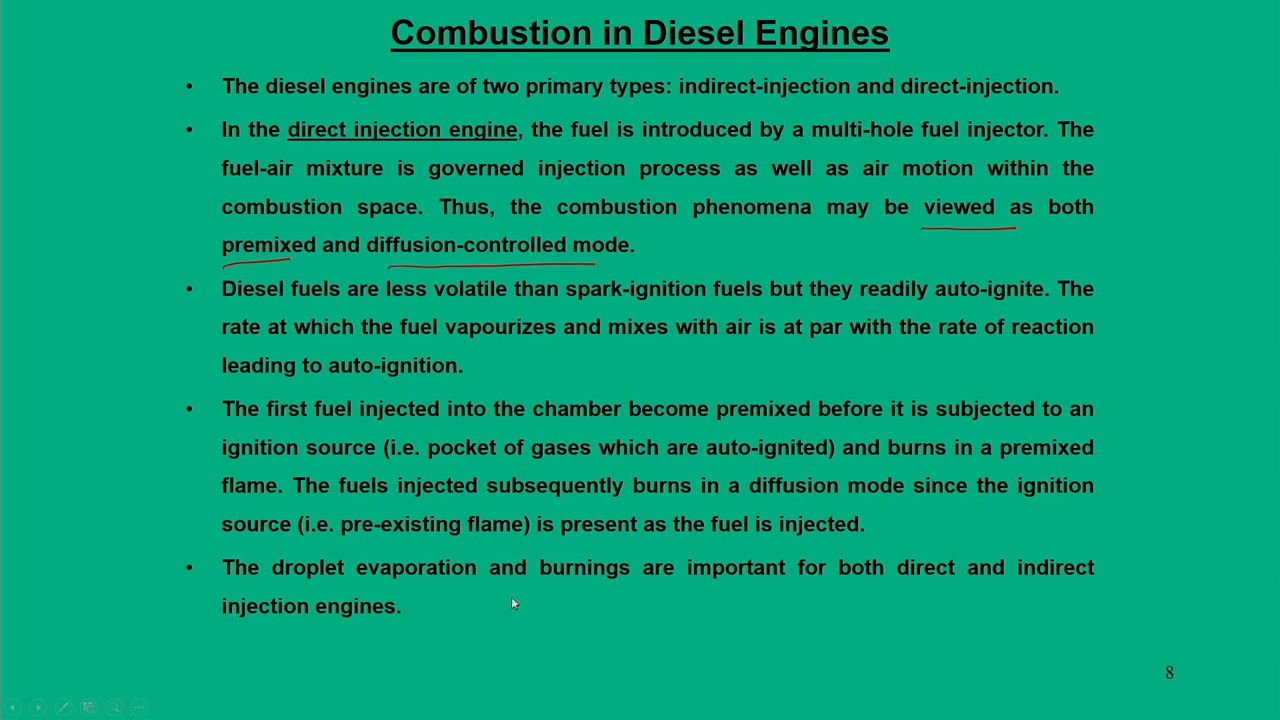 Combustion in Diesel Engines
• The diesel engines are of two primary types: indirect-injection and direct-injection.
• In the direct injection engine, the fuel is introduced by a multi-hole fuel injector. The
fuel-air mixture is governed injection process as well as air motion within the
combustion space. Thus, the combustion phenomena may be viewed as both
premixed and diffusion-controlled mode.
• Diesel fuels are less volatile than spark-ignition fuels but they readily auto-ignite. The
rate at which the fuel vapourizes and mixes with air is at par with the rate of reaction
leading to auto-ignition.
• The first fuel injected into the chamber become premixed before it is subjected to an
ignition source (i.e. pocket of gases which are auto-ignited) and burns in a premixed
flame. The fuels injected subsequently burns in a diffusion mode since the ignition
source (i.e. pre-existing flame) is present as the fuel is injected.
• The droplet evaporation and burnings are important for both direct and indirect
injection engines.
8